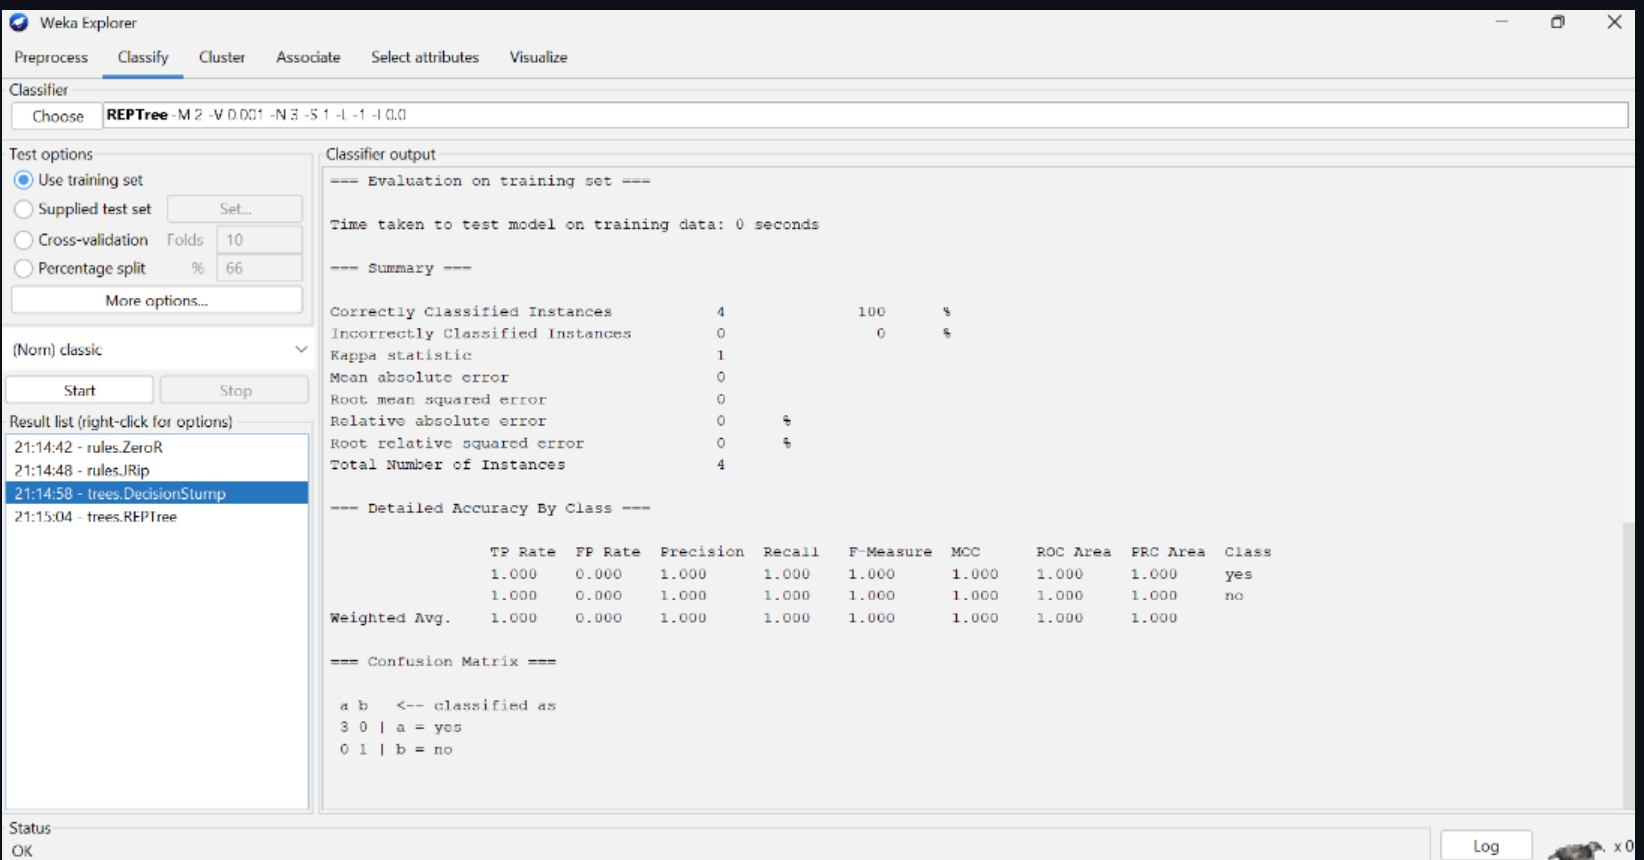 Weka Explorer
Preprocess Classify Cluster Associate Select attributes Visualize
Classifier
Choose REPTree -M 2 -V 0.001 -N 3 -S 1 -L -1 -I 0.0
Test options
Use training set
Supplied test set Set...
Cross-validation Folds 10
Percentage split % 66
More options...
(Nom) classic
Start Stop
Result list (right-click for options)
21:14:42 - rules.ZeroR
21:14:48 - rules.JRip
21:14:58 - trees.DecisionStump
21:15:04 - trees.REPTree
Classifier output
=== Evaluation on training set ===
Time taken to test model on training data: 0 seconds
=== Summary ===
Correctly Classified Instances 4 100 %
Incorrectly Classified Instances 0 0 %
Kappa statistic 1
Mean absolute error 0
Root mean squared error 0
Relative absolute error 0 %
Root relative squared error 0 %
Total Number of Instances 4
=== Detailed Accuracy By Class ===
TP Rate FP Rate Precision Recall F-Measure MCC ROC Area PRC Area Class
1.000 0.000 1.000 1.000 1.000 1.000 1.000 1.000 yes
1.000 0.000 1.000 1.000 1.000 1.000 1.000 1.000 no
Weighted Avg. 1.000 0.000 1.000 1.000 1.000 1.000 1.000 1.000
=== Confusion Matrix ===
a b <-- classified as
3 0 | a = yes
0 1 | b = no
Status
OK
Log
x 0